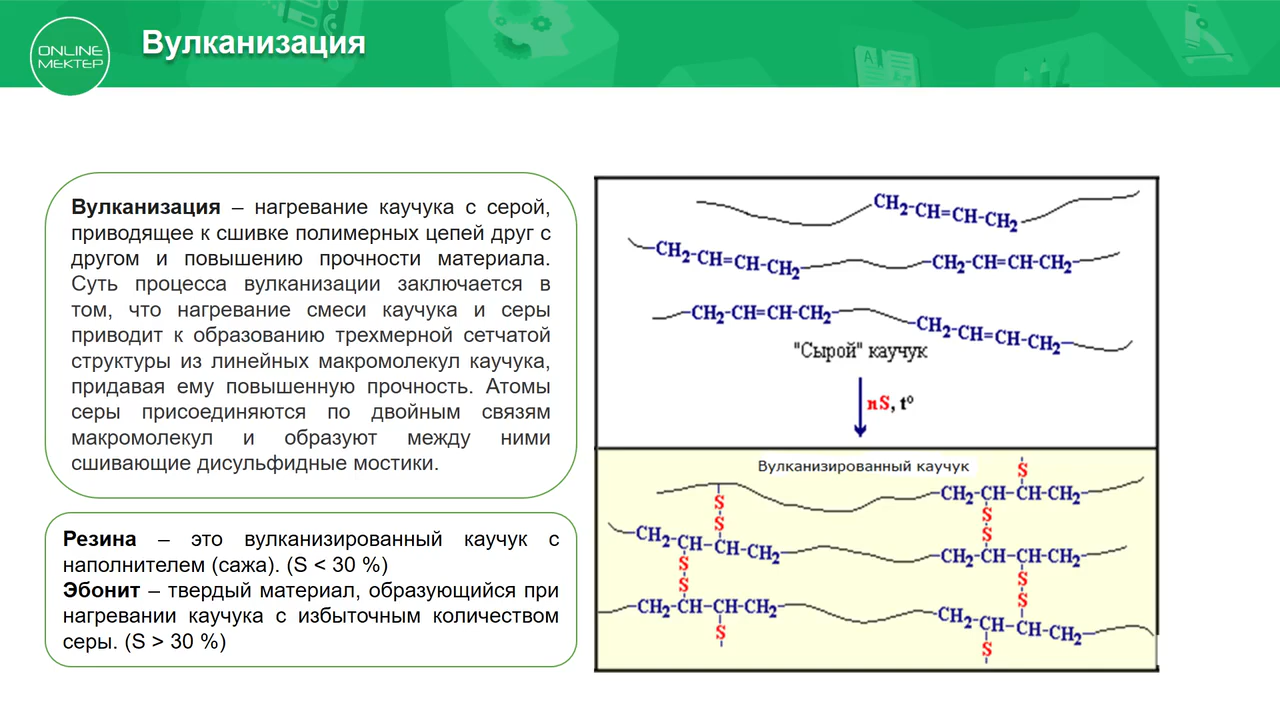 ONLINE
МЕКТЕР
Вулканизация
Вулканизация – нагревание каучука с серой,
приводящее к сшивке полимерных цепей друг с
другом и повышению прочности материала.
Суть процесса вулканизации заключается в
том, что нагревание смеси каучука и серы
приводит к образованию трехмерной сетчатой
структуры из линейных макромолекул каучука,
придавая ему повышенную прочность. Атомы
серы присоединяются по двойным связям
макромолекул и образуют между ними
сшивающие дисульфидные мостики.
Резина – это вулканизированный каучук с
наполнителем (сажа). (S < 30 %)
Эбонит – твердый материал, образующийся при
нагревании каучука с избыточным количеством
серы. (S > 30 %)
CH₂-CH=CH-CH₂
CH₂-CH=CH-CH₂
CH₂-CH=CH-CH₂
CH₂-CH=CH-CH₂
CH₂-CH=CH-CH₂
"Сырой" каучук
nS, tº
Вулканизированный каучук
S
CH₂-CH-CH-CH₂
S
S
S
S
CH₂-CH-CH-CH₂
CH₂-CH-CH-CH₂
S
S
S
S
CH₂-CH-CH-CH₂
CH₂-CH-CH-CH₂
S
S